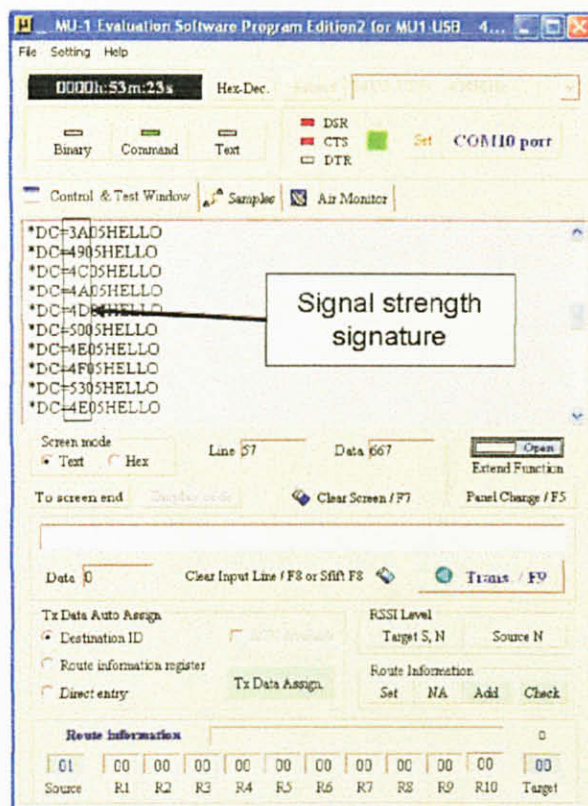 MU-1 Evaluation Software Program Edition2 for MU1 USB 4...
File Setting Help
0000h:53m:23s Hex-Dec.
DSR
CTS
DTR
Binary Command Text
Set COM10 port
Control & Test Window Samples Air Monitor
*DC=3A05HELLO
*DC=4905HELLO
*DC=4C05HELLO
*DC=4A05HELLO
*DC=4D05HELLO
*DC=5005HELLO
*DC=4E05HELLO
*DC=4F05HELLO
*DC=5305HELLO
*DC=4E05HELLO
Signal strength
signature
Screen mode
Text Hex
Line 57 Data 667
Open
Extend Function
To screen end Clear Screen / F7 Panel Change / F5
Data 0 Clear Input Line / F8 or Sfift F8 Trans. / F9
Tx Data Auto Assign
Destination ID
Route information register
Direct entry
Tx Data Assign.
RSSI Level
Target S, N Source N
Route Information
Set NA Add Check
Route information 0
01 00 00 00 00 00 00 00 00 00 00 00
Source R1 R2 R3 R4 R5 R6 R7 R8 R9 R10 Target